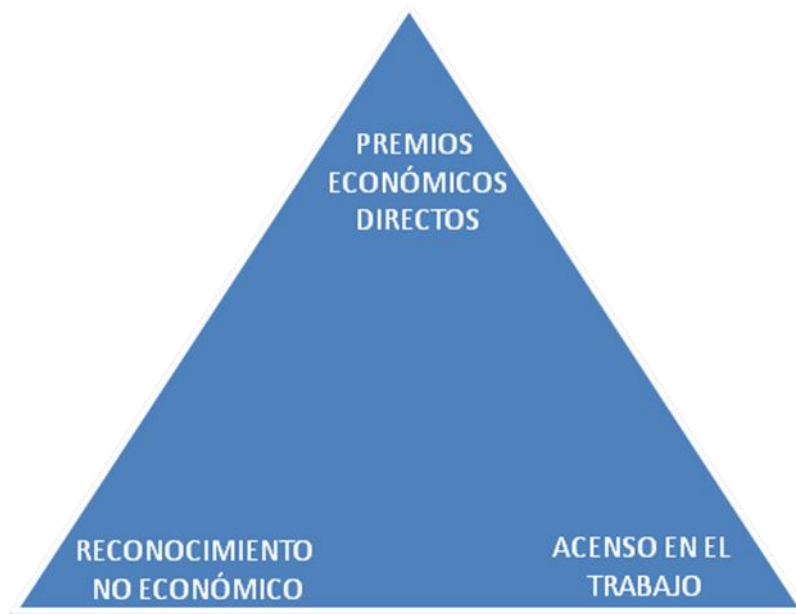 PREMIOS
ECONÓMICOS
DIRECTOS
RECONOCIMIENTO
NO ECONÓMICO
ACENSO EN EL
TRABAJO